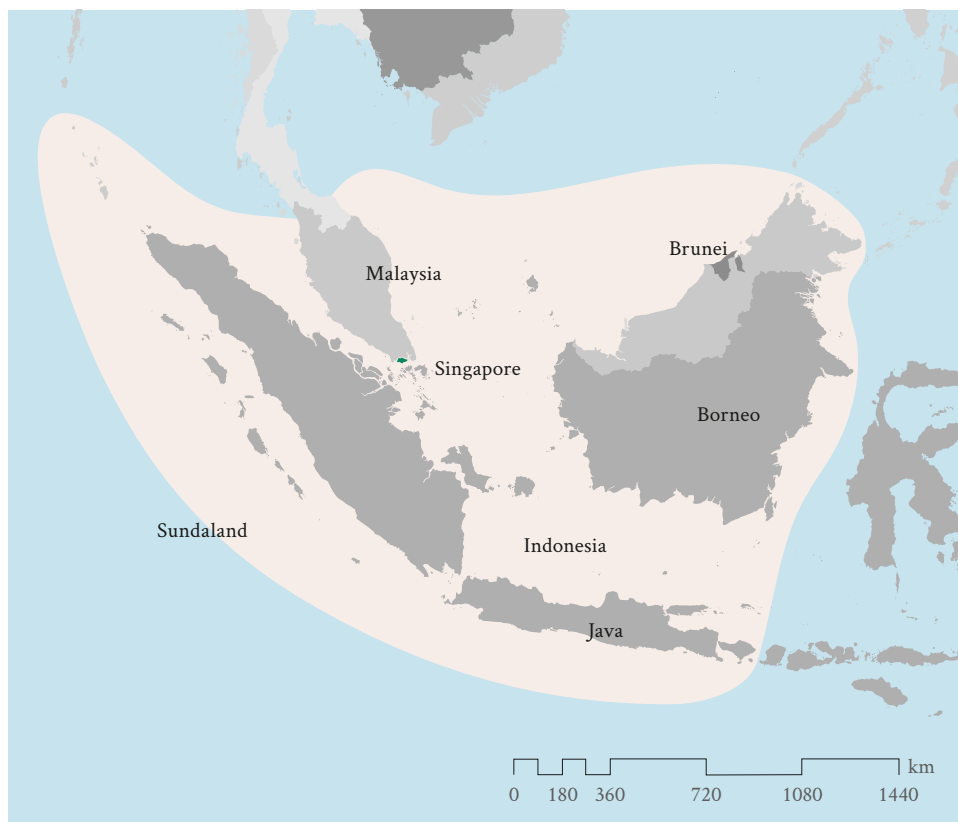 Brunei
Malaysia
Singapore
Borneo
Sundaland
Indonesia
Java
km
0 180 360 720 1080 1440